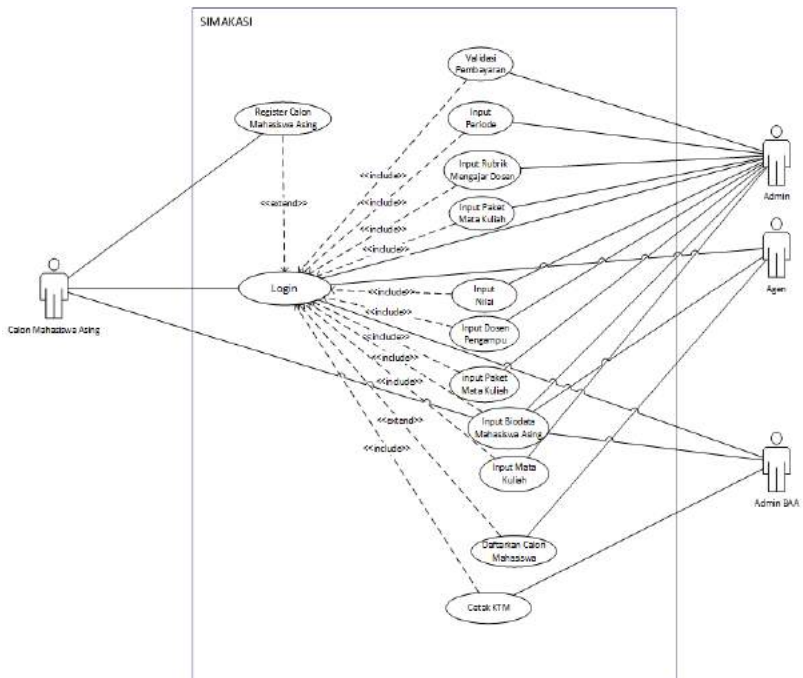 SIMAKASI
Validasi
Pembayaran
Register Calon
Mahasiswa Asing
Input
Periode
Admin
<<include>>
Input Rubrik
Mengajar Dosen
<<include>>
<<extend>>
<<include>>
Input Paket
Mata Kuliah
<<include>>
Agen
Login
<<include>>
Input
Nilai
<<include>>
Calon Mahasiswa Asing
Input Dosen
Pengampu
<<include>>
<<include>>
Input Paket
Mata Kuliah
<<extend>>
Input Biodata
Mahasiswa Asing
<<include>>
Input Mata
Kuliah
Admin BAA
Daftarkan Calon
Mahasiswa
Cetak KTM